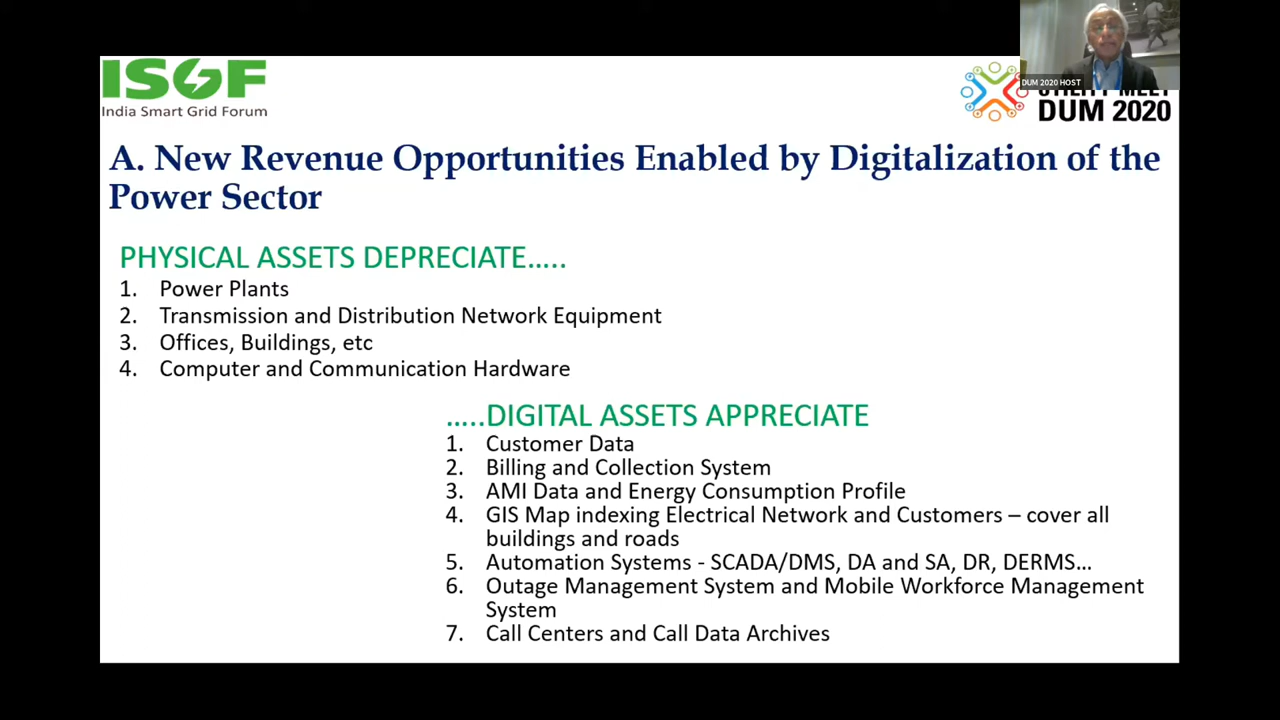 ISGF
India Smart Grid Forum
DUM 2020 HOST
UTILITY MEET
DUM 2020
A. New Revenue Opportunities Enabled by Digitalization of the
Power Sector
PHYSICAL ASSETS DEPRECIATE…..
1. Power Plants
2. Transmission and Distribution Network Equipment
3. Offices, Buildings, etc
4. Computer and Communication Hardware
…..DIGITAL ASSETS APPRECIATE
1. Customer Data
2. Billing and Collection System
3. AMI Data and Energy Consumption Profile
4. GIS Map indexing Electrical Network and Customers – cover all
buildings and roads
5. Automation Systems - SCADA/DMS, DA and SA, DR, DERMS…
6. Outage Management System and Mobile Workforce Management
System
7. Call Centers and Call Data Archives